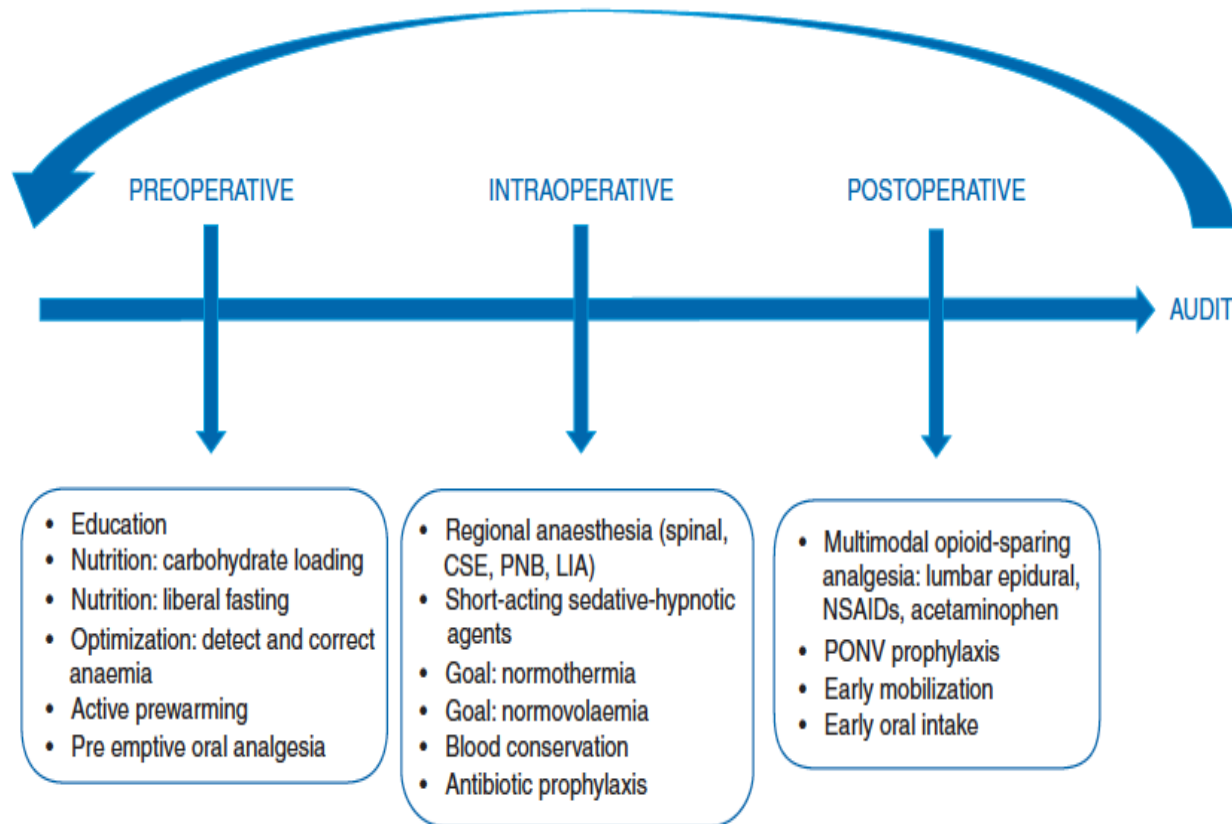 PREOPERATIVE
INTRAOPERATIVE
POSTOPERATIVE
AUDIT
• Education
• Nutrition: carbohydrate loading
• Nutrition: liberal fasting
• Optimization: detect and correct
anaemia
• Active prewarming
• Pre emptive oral analgesia
• Regional anaesthesia (spinal,
CSE, PNB, LIA)
• Short-acting sedative-hypnotic
agents
• Goal: normothermia
• Goal: normovolaemia
• Blood conservation
• Antibiotic prophylaxis
• Multimodal opioid-sparing
analgesia: lumbar epidural,
NSAIDs, acetaminophen
• PONV prophylaxis
• Early mobilization
• Early oral intake